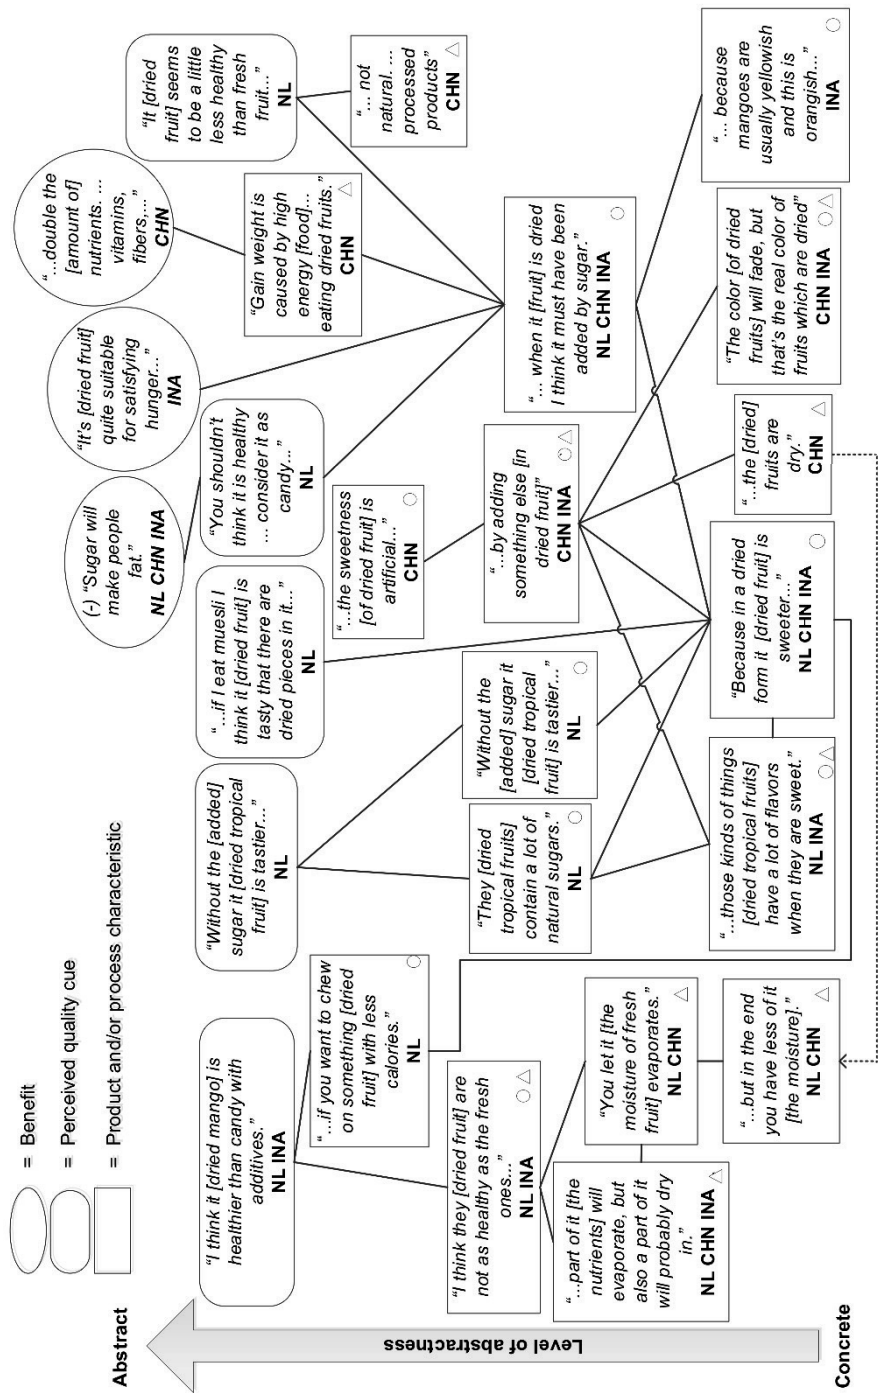 = Benefit
= Perceived quality cue
= Product and/or process characteristic
Abstract
Level of abstractness
Concrete
"I think it [dried mango] is
healthier than candy with
additives."
NL INA
"Without the [added]
sugar it [dried tropical
fruit] is tastier..."
NL
"...if I eat muesli I
think it [dried fruit] is
tasty that there are
dried pieces in it..."
NL
(-) "Sugar will
make people
fat."
NL CHN INA
"You shouldn't
think it is healthy
... consider it as
candy..."
NL
"It's [dried fruit]
quite suitable
for satisfying
hunger..."
INA
"...double the
[amount of]
nutrients....
vitamins,
fibers,..."
CHN
"It [dried
fruit] seems
to be a little
less healthy
than fresh
fruit..."
NL
"...if you want to chew
on something [dried
fruit] with less
calories."
NL
"...the sweetness
[of dried fruit] is
artificial..."
CHN
"Gain weight is
caused by high
energy [food]...
eating dried fruits."
CHN
"... not
natural. ...
processed
products"
CHN
"I think they [dried fruit] are
not as healthy as the fresh
ones..."
NL INA
"They [dried
tropical fruits]
contain a lot of
natural sugars."
NL
"Without the
[added] sugar it
[dried tropical
fruit] is tastier..."
NL
"...by adding
something else [in
dried fruit]"
CHN INA
"... when it [fruit] is dried
I think it must have been
added by sugar."
NL CHN INA
"...part of it [the
nutrients] will
evaporate, but
also a part of it
will probably dry
in."
NL CHN INA
"You let it [the
moisture of fresh
fruit] evaporates."
NL CHN
"...but in the end
you have less of it
[the moisture]."
NL CHN
"...those kinds of things
[dried tropical fruits]
have a lot of flavors
when they are sweet."
NL INA
"Because in a dried
form it [dried fruit] is
sweeter..."
NL CHN INA
"...the [dried]
fruits are
dry."
CHN
"The color [of dried
fruits] will fade, but
that's the real color of
fruits which are dried"
CHN INA
"... because
mangoes are
usually yellowish
and this is
orangish..."
INA